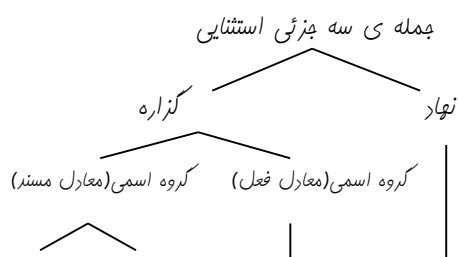 جمله ی سه جزئی استثنایی
نهاد گزاره
گروه اسمی(معادل فعل) گروه اسمی(معادل مسند)